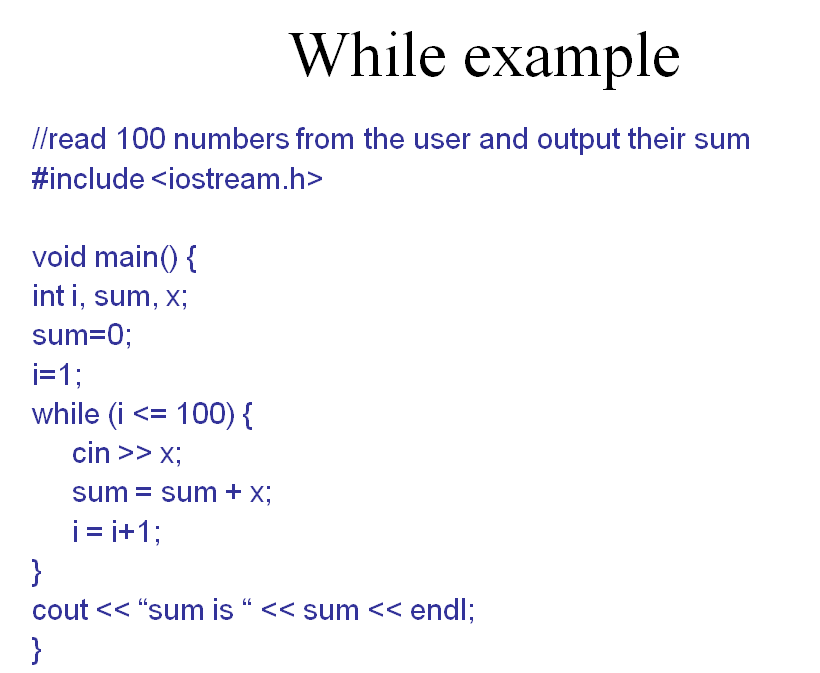 While example
//read 100 numbers from the user and output their sum
#include <iostream.h>
void main() {
int i, sum, x;
sum=0;
i=1;
while (i <= 100) {
cin >> x;
sum = sum + x;
i = i+1;
}
cout << “sum is “ << sum << endl;
}